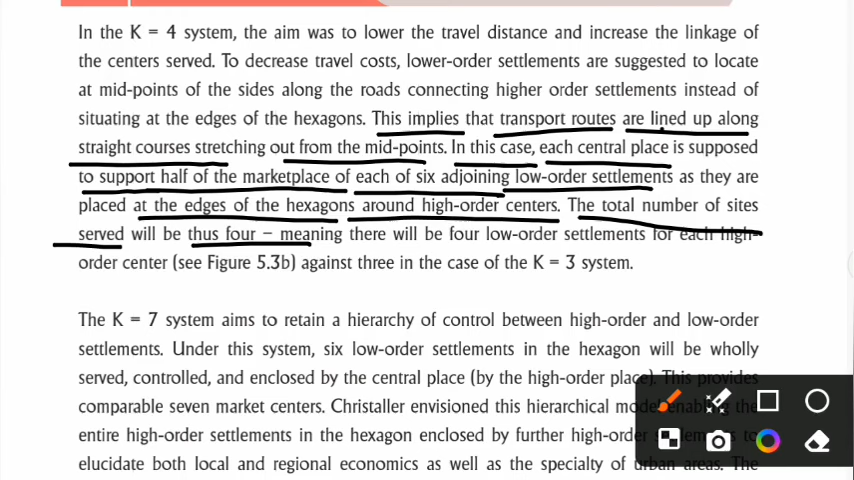 In the K = 4 system, the aim was to lower the travel distance and increase the linkage of
the centers served. To decrease travel costs, lower-order settlements are suggested to locate
at mid-points of the sides along the roads connecting higher order settlements instead of
situating at the edges of the hexagons. This implies that transport routes are lined up along
straight courses stretching out from the mid-points. In this case, each central place is supposed
to support half of the marketplace of each of six adjoining low-order settlements as they are
placed at the edges of the hexagons around high-order centers. The total number of sites
served will be thus four – meaning there will be four low-order settlements for each high-
order center (see Figure 5.3b) against three in the case of the K = 3 system.
The K = 7 system aims to retain a hierarchy of control between high-order and low-order
settlements. Under this system, six low-order settlements in the hexagon will be wholly
served, controlled, and enclosed by the central place (by the high-order place). This provides
comparable seven market centers. Christaller envisioned this hierarchical model enabling the
entire high-order settlements in the hexagon enclosed by further high-order settlements to
elucidate both local and regional economics as well as the specialty of urban areas. The